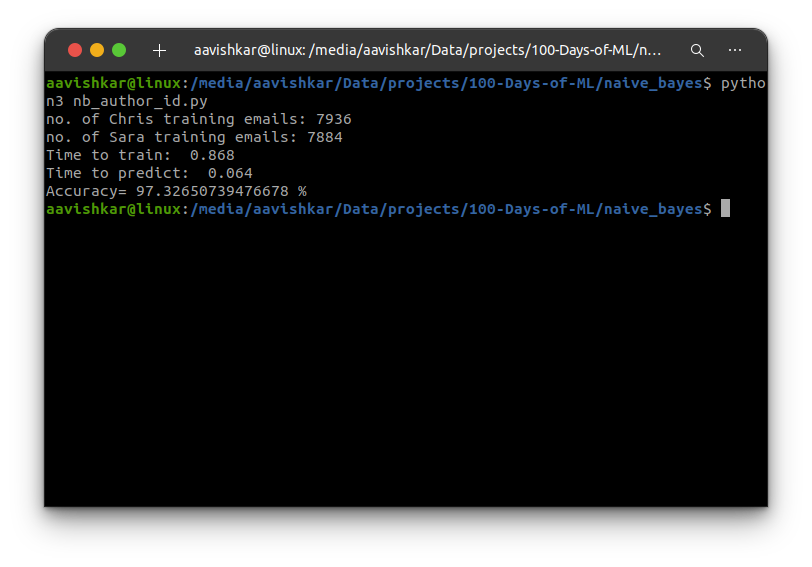 aavishkar@linux: /media/aavishkar/Data/projects/100-Days-of-ML/n...
aavishkar@linux:/media/aavishkar/Data/projects/100-Days-of-ML/naive_bayes$ pytho
n3 nb_author_id.py
no. of Chris training emails: 7936
no. of Sara training emails: 7884
Time to train:  0.868
Time to predict:  0.064
Accuracy= 97.32650739476678 %
aavishkar@linux:/media/aavishkar/Data/projects/100-Days-of-ML/naive_bayes$